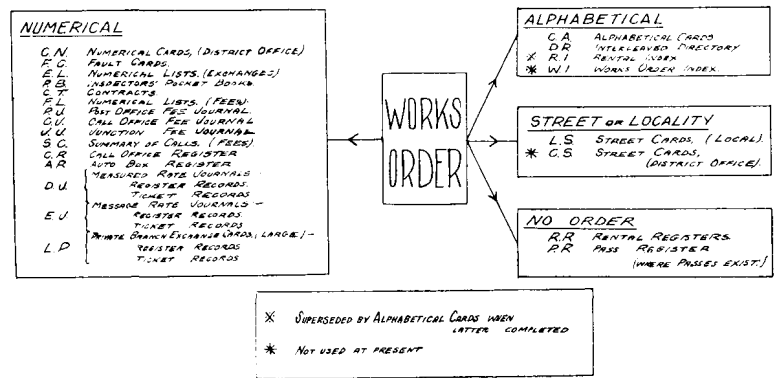 NUMERICAL
C.N. NUMERICAL CARDS, (DISTRICT OFFICE)
F.C. FAULT CARDS.
E.L. NUMERICAL LISTS. (EXCHANGES)
P.B. INSPECTORS' POCKET BOOKS.
C.T. CONTRACTS.
F.L. NUMERICAL LISTS. (FEES).
P.J. POST OFFICE FEE JOURNAL
C.J. CALL OFFICE FEE JOURNAL
J.J. JUNCTION FEE JOURNAL
S.C. SUMMARY OF CALLS. (FEES).
C.R CALL OFFICE REGISTER
A.R AUTO BOX REGISTER
D.J. MEASURED RATE JOURNALS -
REGISTER RECORDS.
TICKET RECORDS
E.J MESSAGE RATE JOURNALS -
REGISTER RECORDS.
TICKET RECORDS
L.P PRIVATE BRANCH EXCHANGE CARDS, (LARGE) -
REGISTER RECORDS
TICKET RECORDS
WORKS
ORDER
ALPHABETICAL
C.A. ALPHABETICAL CARDS
D.R INTERLEAVED DIRECTORY
※ R.I RENTAL INDEX
* W.I WORKS ORDER INDEX.
STREET OR LOCALITY
L.S. STREET CARDS, (LOCAL).
* C.S. STREET CARDS,
(DISTRICT OFFICE).
NO ORDER
R.R RENTAL REGISTERS.
P.R PASS REGISTER
(WHERE PASSES EXIST.)
※ SUPERSEDED BY ALPHABETICAL CARDS WHEN
LATTER COMPLETED
* NOT USED AT PRESENT